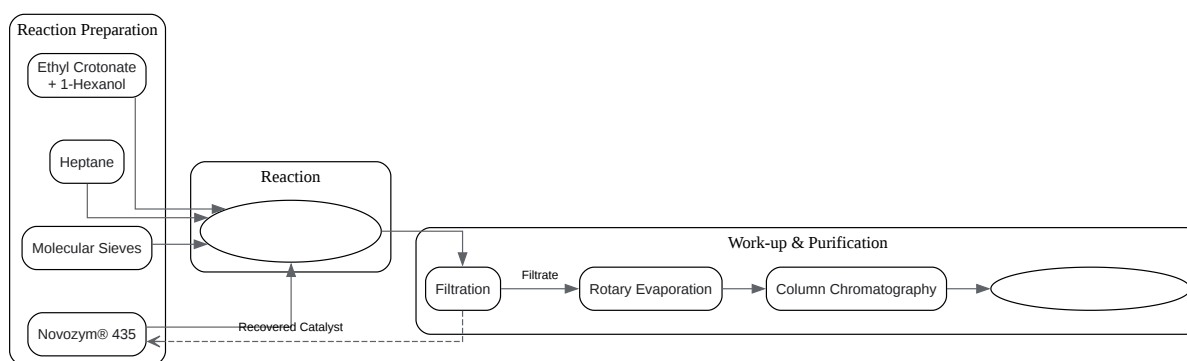 Reaction Preparation
Ethyl Crotonate
+ 1-Hexanol
Heptane
Molecular Sieves
Novozym® 435
Reaction
Recovered Catalyst
Work-up & Purification
Filtration
Filtrate
Rotary Evaporation
Column Chromatography